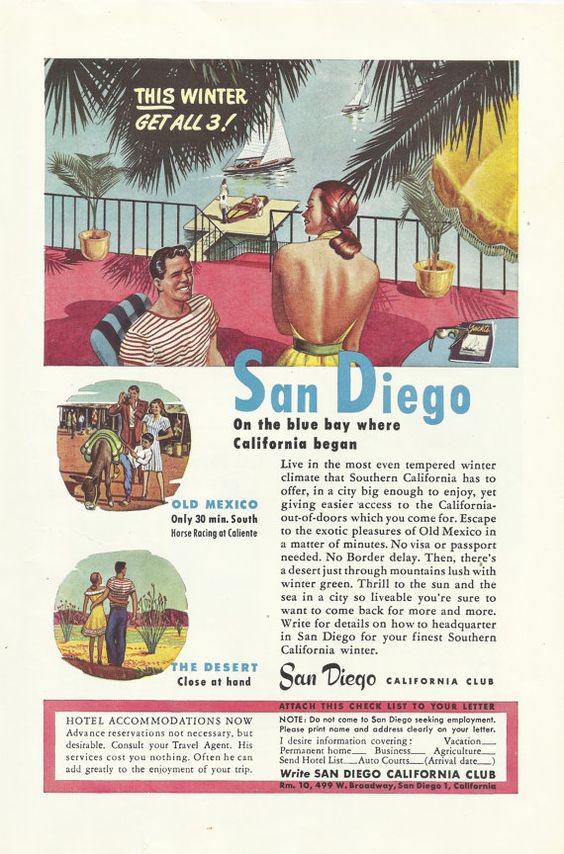 THIS WINTER
GET ALL 3!
Yachts
San Diego
On the blue bay where
California began
Live in the most even tempered winter
climate that Southern California has to
offer, in a city big enough to enjoy, yet
giving easier access to the California-
out-of-doors which you come for. Escape
to the exotic pleasures of Old Mexico in
a matter of minutes. No visa or passport
needed. No Border delay. Then, there's
a desert just through mountains lush with
winter green. Thrill to the sun and the
sea in a city so liveable you're sure to
want to come back for more and more.
Write for details on how to headquarter
in San Diego for your finest Southern
California winter.
San Diego CALIFORNIA CLUB
OLD MEXICO
Only 30 min. South
Horse Racing at Caliente
THE DESERT
Close at hand
HOTEL ACCOMMODATIONS NOW
Advance reservations not necessary, but
desirable. Consult your Travel Agent. His
services cost you nothing. Often he can
add greatly to the enjoyment of your trip.
ATTACH THIS CHECK LIST TO YOUR LETTER
NOTE: Do not come to San Diego seeking employment.
Please print name and address clearly on your letter.
I desire information covering: Vacation___
Permanent home___ Business___ Agriculture___
Send Hotel List___Auto Courts___(Arrival date___)
Write SAN DIEGO CALIFORNIA CLUB
Rm. 10, 499 W. Broadway, San Diego 1, California